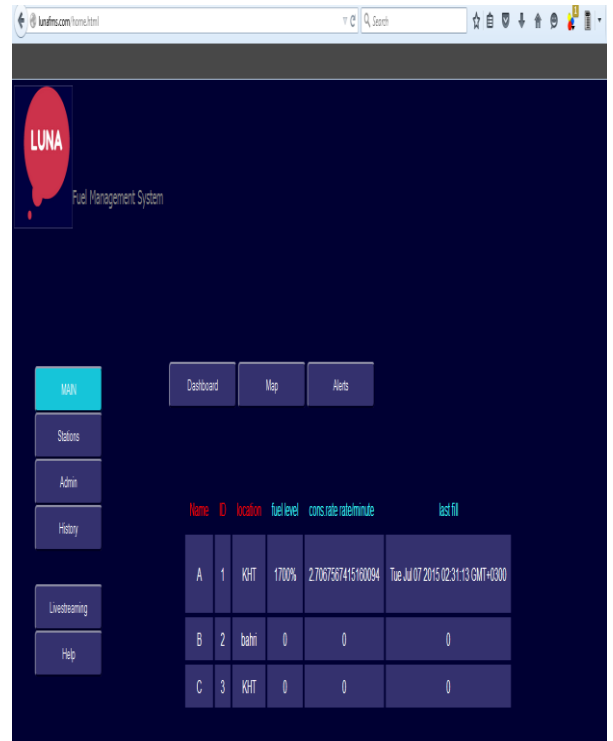 lunafms.com/home.html
Search
1
LUNA
Fuel Management System
MAIN
Stations
Admin
History
Livestreaming
Help
Dashboard Map Alerts
Name ID location fuel level cons.rate rate/minute last fill
A 1 KHT 1700% 2.7067567415160094 Tue Jul 07 2015 02:31:13 GMT+0300
B 2 bahri 0 0 0
C 3 KHT 0 0 0